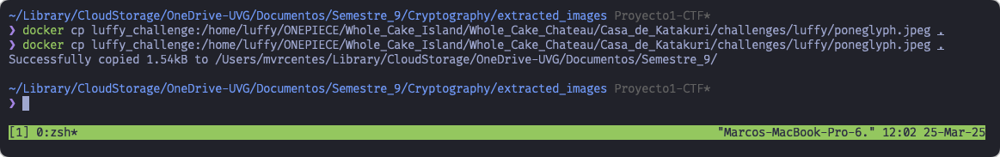 ~/Library/CloudStorage/OneDrive-UVG/Documentos/Semestre_9/Cryptography/extracted_images Proyecto1-CTF*
❯ docker cp luffy_challenge:/home/luffy/ONEPIECE/Whole_Cake_Island/Whole_Cake_Chateau/Casa_de_Katakuri/challenges/luffy/poneglyph.jpeg .
❯ docker cp luffy_challenge:/home/luffy/ONEPIECE/Whole_Cake_Island/Whole_Cake_Chateau/Casa_de_Katakuri/challenges/luffy/poneglyph.jpeg .
Successfully copied 1.54kB to /Users/mvrcentes/Library/CloudStorage/OneDrive-UVG/Documentos/Semestre_9/
~/Library/CloudStorage/OneDrive-UVG/Documentos/Semestre_9/Cryptography/extracted_images Proyecto1-CTF*
❯
[1] 0:zsh* "Marcos-MacBook-Pro-6." 12:02 25-Mar-25